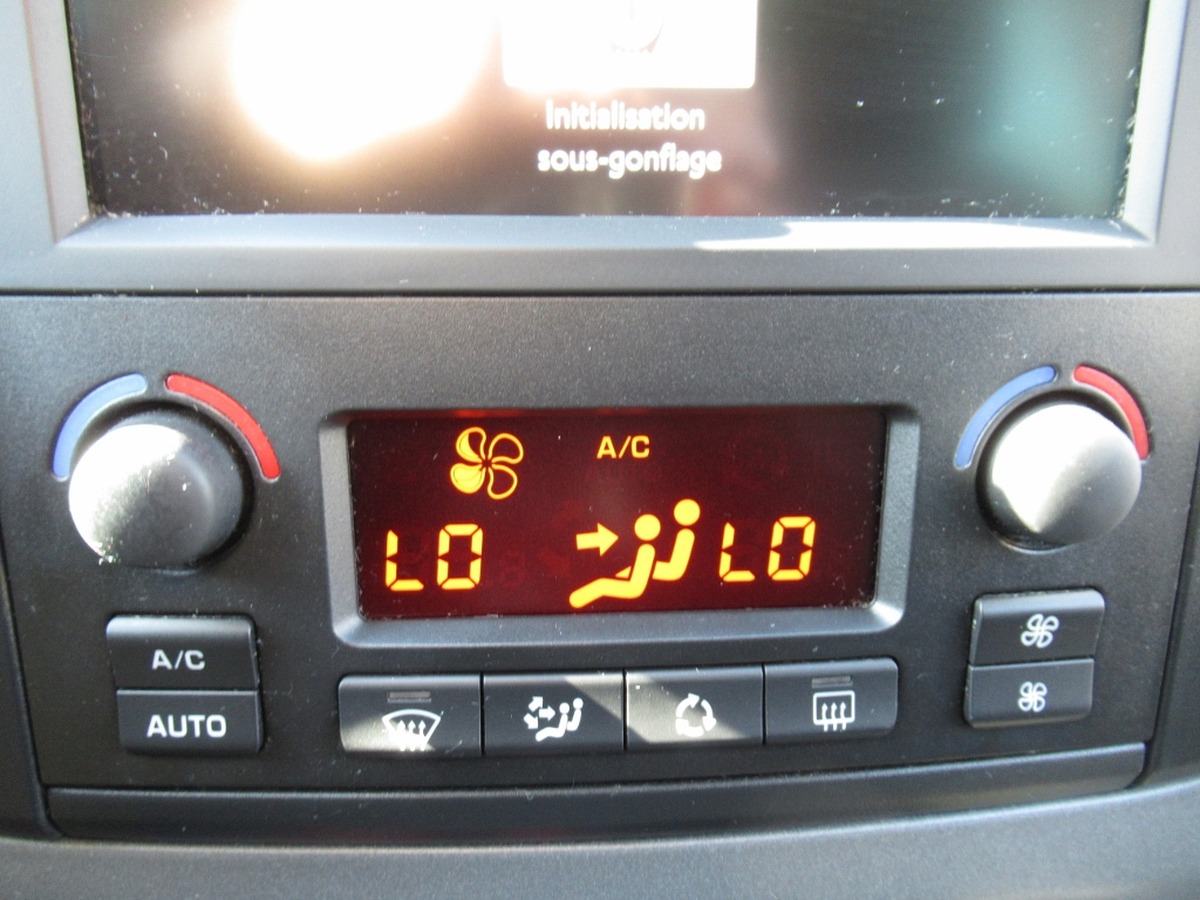 Initialisation
sous-gonflage
A/C
LO LO
A/C
AUTO